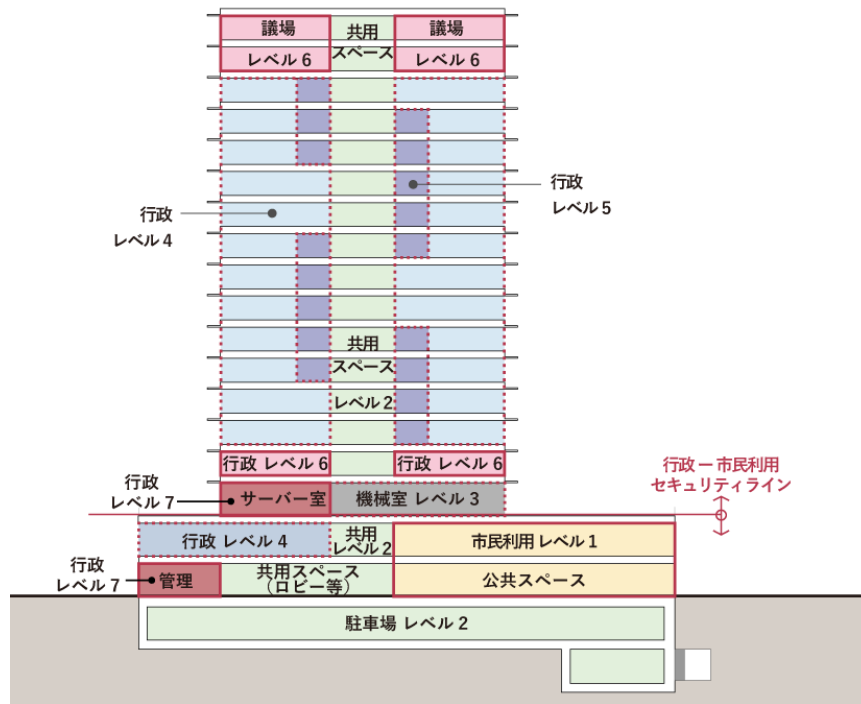 議場
共用
スペース
議場
レベル 6
レベル 6
行政
レベル 5
行政
レベル 4
共用
スペース
レベル 2
行政 レベル 6
行政 レベル 6
行政
レベル 7
サーバー室
機械室 レベル 3
行政 ー 市民利用
セキュリティライン
行政 レベル 4
共用
レベル 2
市民利用 レベル 1
行政
レベル 7
管理
共用スペース
（ロビー等）
公共スペース
駐車場 レベル 2